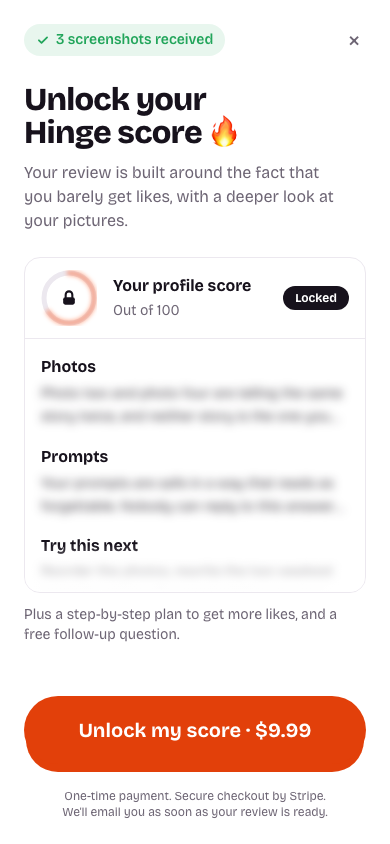 3 screenshots received
Unlock your
Hinge score 🔥
Your review is built around the fact that
you barely get likes, with a deeper look at
your pictures.
Your profile score
Out of 100
Locked
Photos
Prompts
Try this next
Plus a step-by-step plan to get more likes, and a
free follow-up question.
Unlock my score · $9.99
One-time payment. Secure checkout by Stripe.
We'll email you as soon as your review is ready.